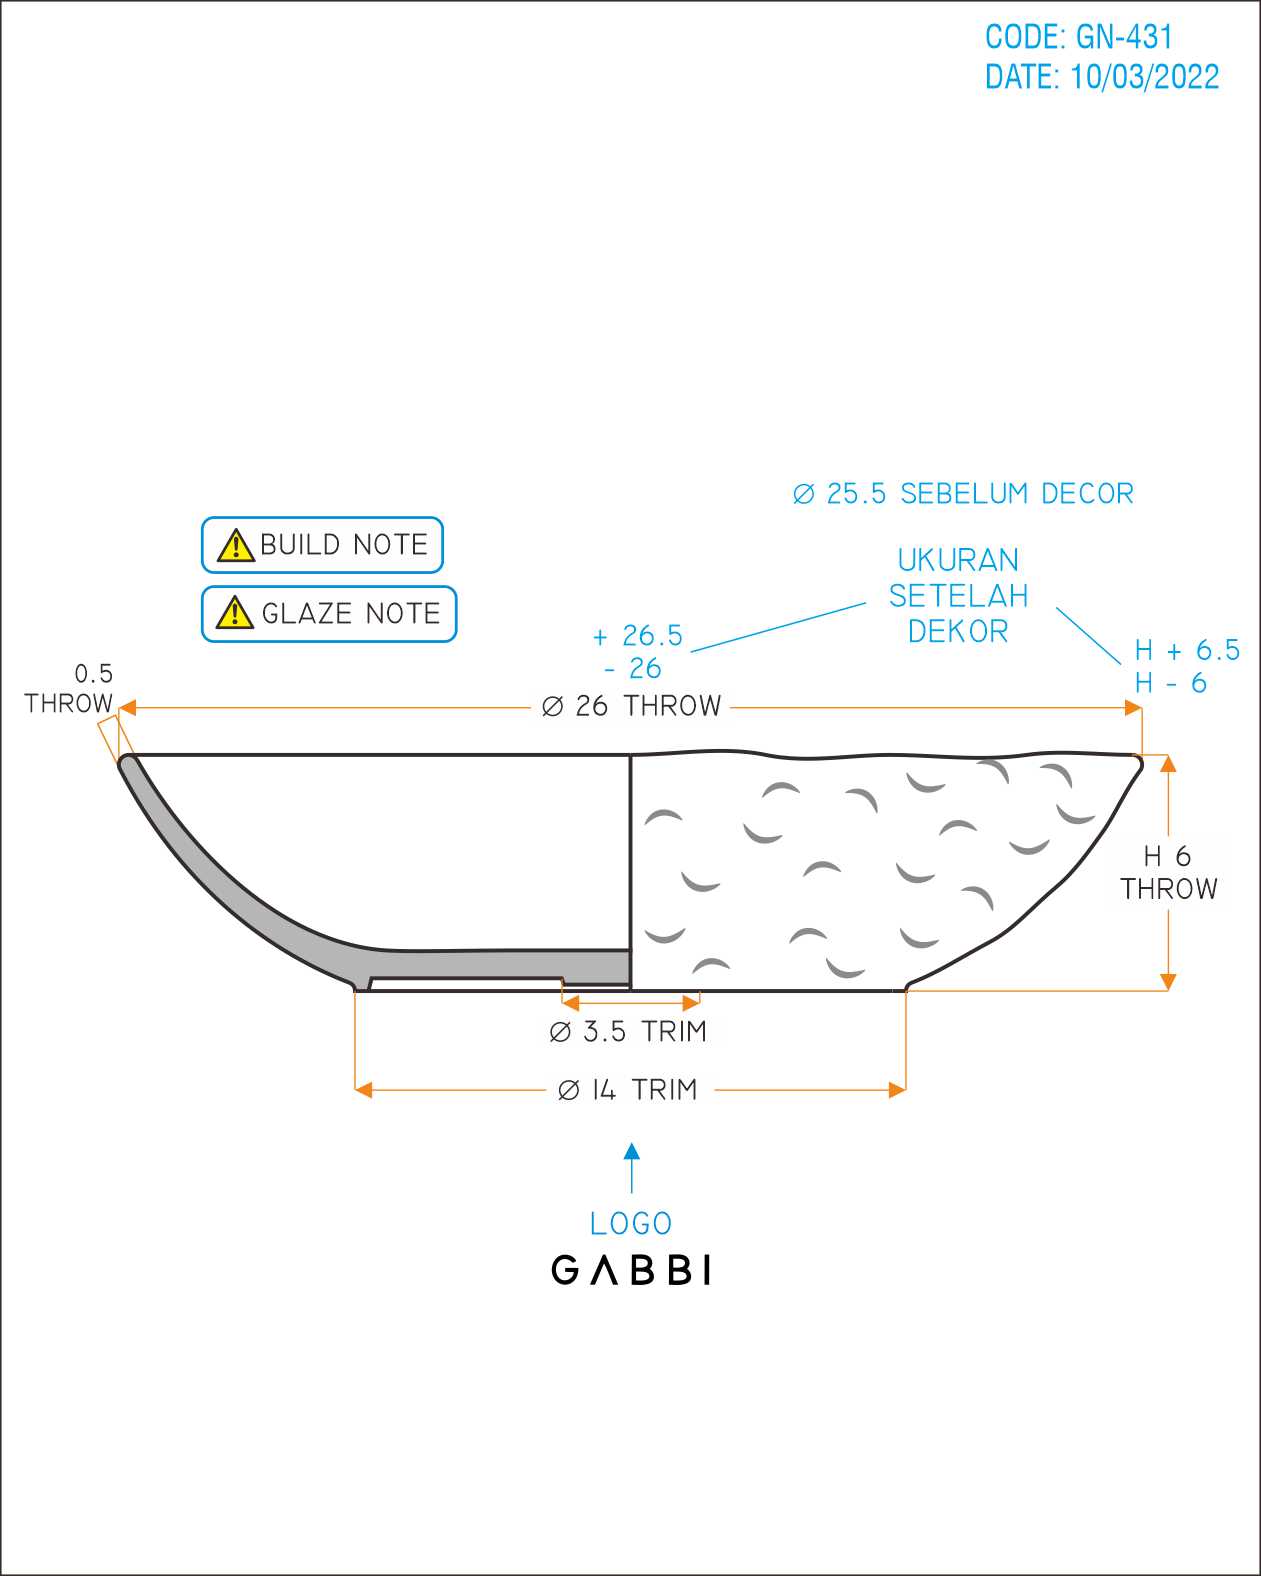 CODE: GN-431
DATE: 10/03/2022
Ø 25.5 SEBELUM DECOR
BUILD NOTE
GLAZE NOTE
UKURAN
SETELAH
DEKOR
+ 26.5
- 26
H + 6.5
H - 6
0.5
THROW
Ø 26 THROW
H 6
THROW
Ø 3.5 TRIM
Ø 14 TRIM
LOGO
GABBI